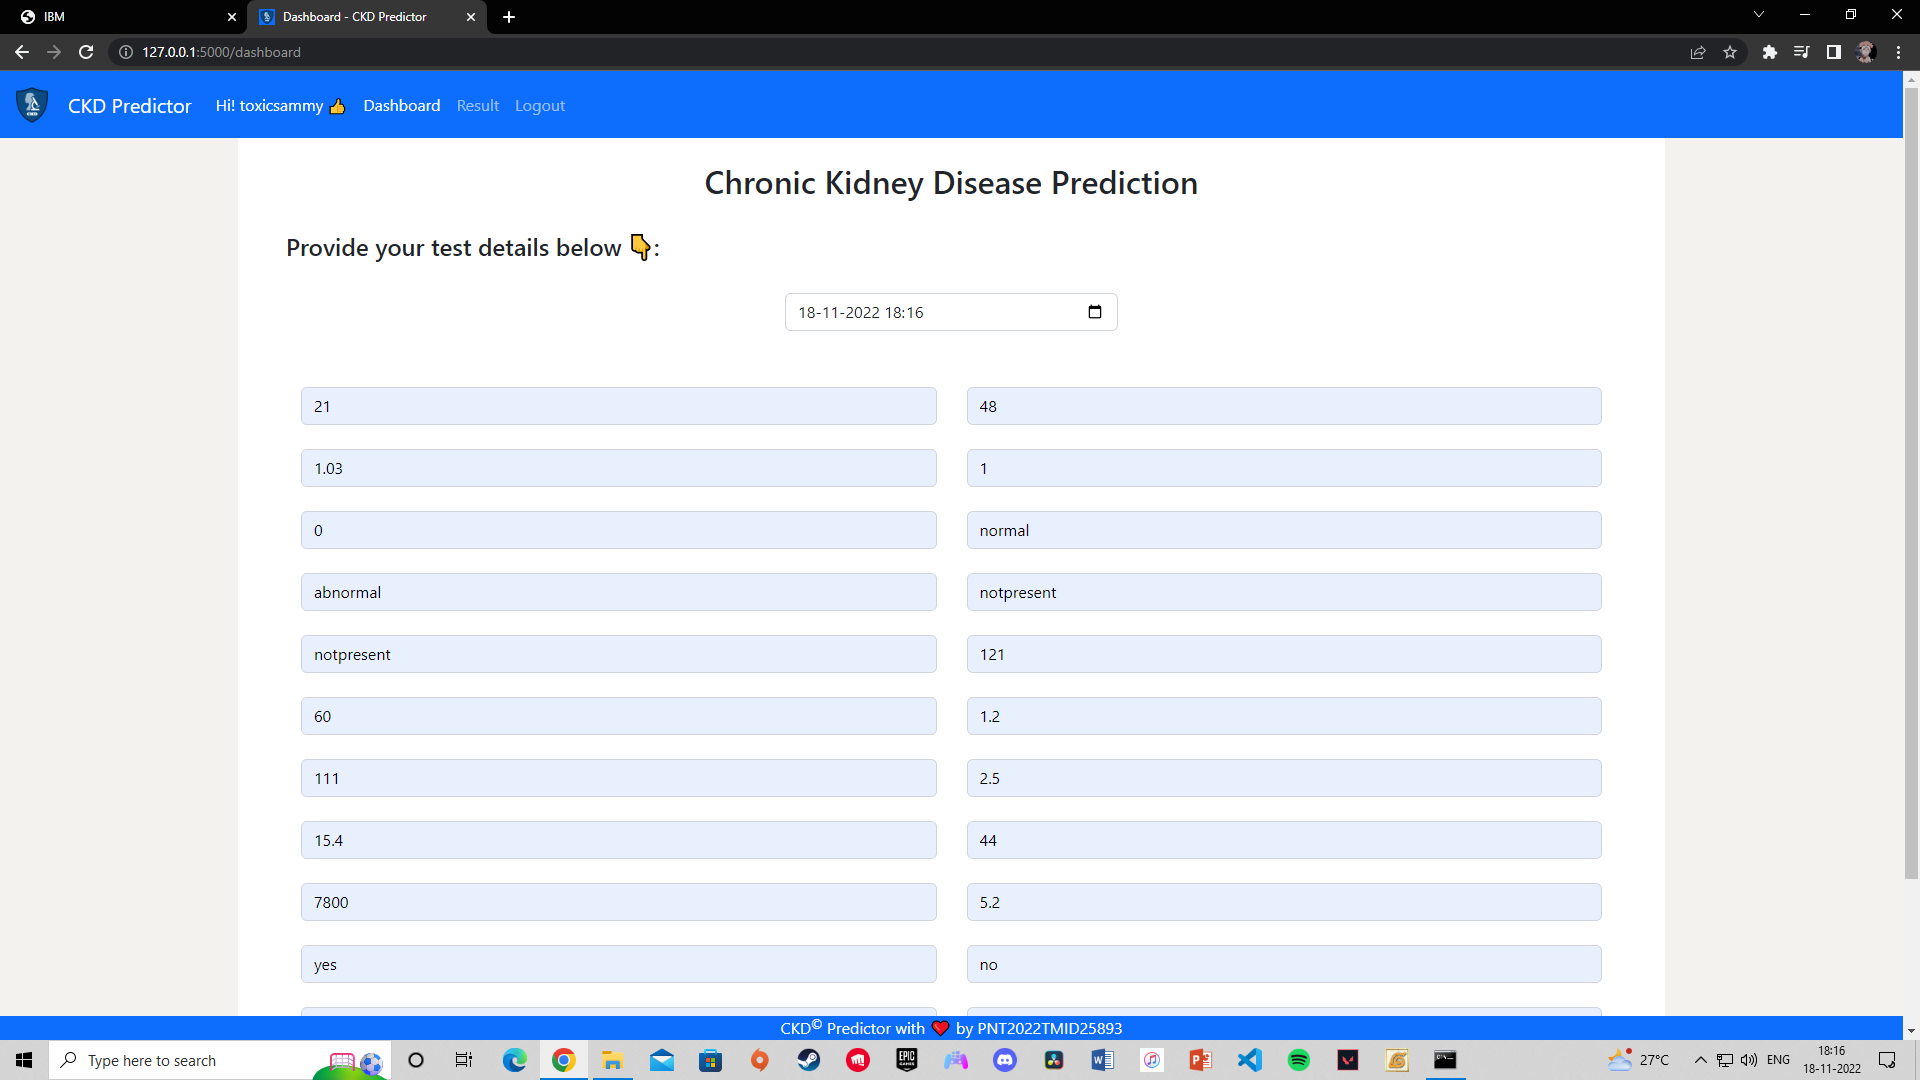 IBM
Dashboard - CKD Predictor
127.0.0.1:5000/dashboard
CKD Predictor Hi! toxicsammy 👍 Dashboard Result Logout
Chronic Kidney Disease Prediction
Provide your test details below 👇:
18-11-2022 18:16
21 48
1.03 1
0 normal
abnormal notpresent
notpresent 121
60 1.2
111 2.5
15.4 44
7800 5.2
yes no
CKD© Predictor with ❤️ by PNT2022TMID25893
Type here to search
27°C
ENG
18:16
18-11-2022